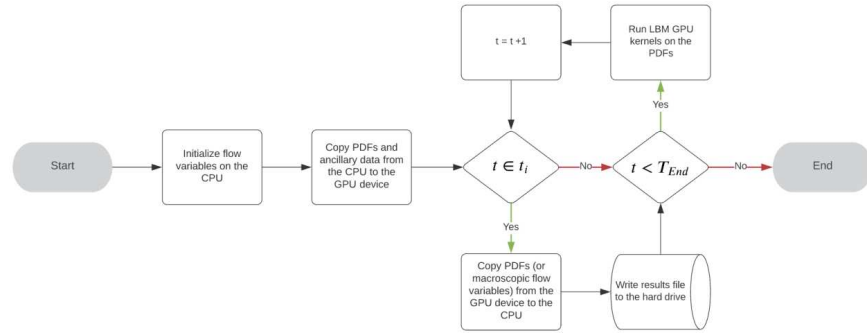 t = t +1
Run LBM GPU
kernels on the
PDFs
Yes
Start
Initialize flow
variables on the
CPU
Copy PDFs and
ancillary data from
the CPU to the
GPU device
t ∈ tᵢ
No
t < T_End
No
End
Yes
Copy PDFs (or
macroscopic flow
variables) from the
GPU device to the
CPU
Write results file
to the hard drive